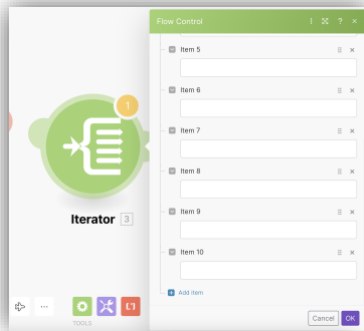 Flow Control
Item 5
Item 6
Item 7
Item 8
Item 9
Item 10
Add item
Cancel
OK
1
Iterator 3
TOOLS